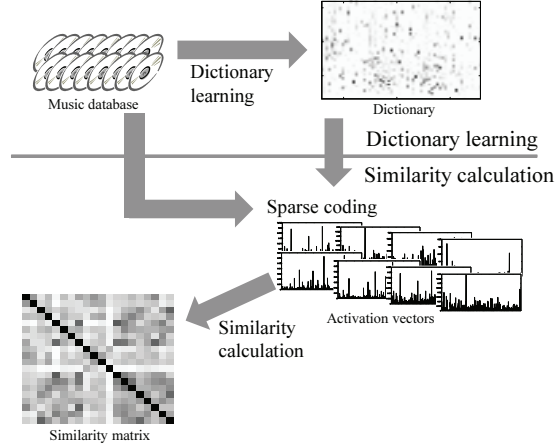 Music database
Dictionary
learning
Dictionary
Dictionary learning
Similarity calculation
Sparse coding
Activation vectors
Similarity
calculation
Similarity matrix